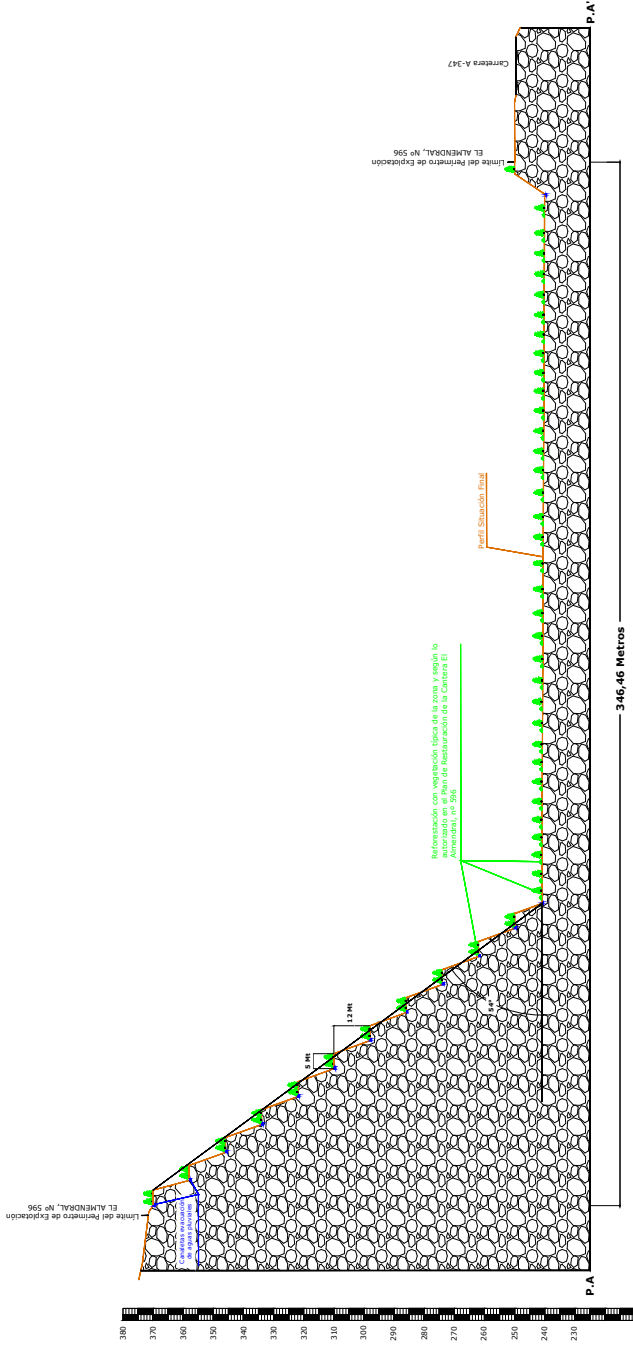 P.A'
Carretera A-347
Limite del Perimetro de Explotación
EL ALMENDRAL, Nº 596
Perfil Situación Final
346,46 Metros
Reforestación con vegetación típica de la zona y según lo
autorizado en el Plan de Restauración de la Cantera El
Almendral, nº 596
54°
12 Mt
5 Mt
Limite del Perimetro de Explotación
EL ALMENDRAL, Nº 596
Canaletas evacuación
de aguas pluviales
P.A
380
370
360
350
340
330
320
310
300
290
280
270
260
250
240
230